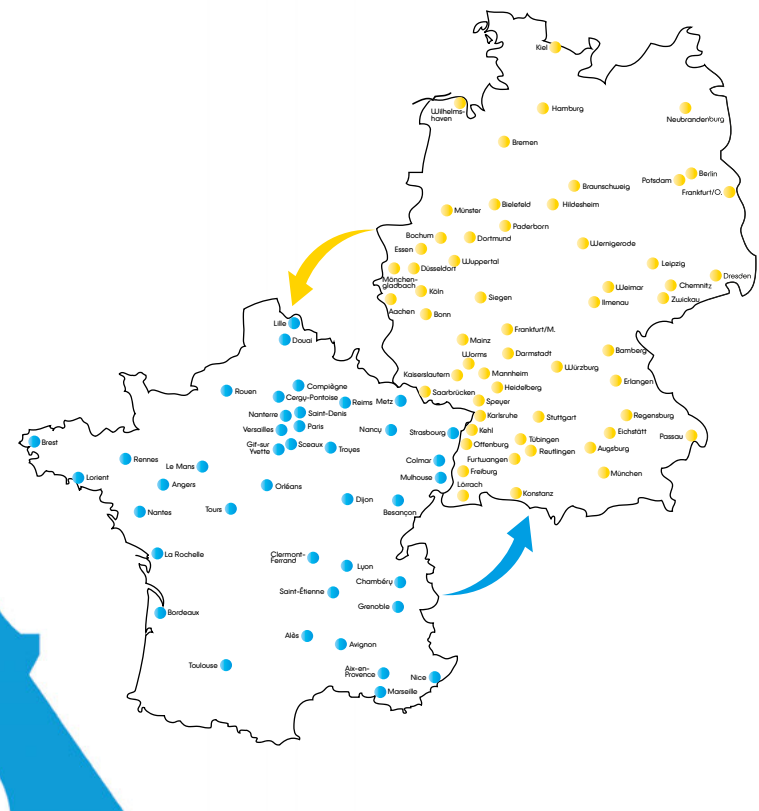 Kiel
Wilhelms-
haven
Hamburg
Neubrandenburg
Bremen
Berlin
Potsdam
Braunschweig
Frankfurt/O.
Bielefeld
Hildesheim
Münster
Paderborn
Bochum
Dortmund
Wernigerode
Essen
Wuppertal
Leipzig
Düsseldorf
Dresden
Mönchen-
gladbach
Köln
Weimar
Chemnitz
Siegen
Zwickau
Ilmenau
Aachen
Bonn
Lille
Frankfurt/M.
Douai
Mainz
Bamberg
Worms
Darmstadt
Würzburg
Kaiserslautern
Mannheim
Erlangen
Compiègne
Heidelberg
Rouen
Saarbrücken
Cergy-Pontoise
Reims
Metz
Speyer
Nanterre
Saint-Denis
Karlsruhe
Stuttgart
Regensburg
Versailles
Paris
Nancy
Strasbourg
Kehl
Eichstätt
Passau
Brest
Tübingen
Gif-sur
Yvette
Sceaux
Troyes
Offenburg
Reutlingen
Augsburg
Rennes
Furtwangen
Le Mans
Colmar
Freiburg
München
Lorient
Angers
Mulhouse
Lörrach
Orléans
Konstanz
Dijon
Nantes
Tours
Besançon
La Rochelle
Clermont-
Ferrand
Lyon
Chambéry
Saint-Étienne
Grenoble
Bordeaux
Alès
Avignon
Toulouse
Aix-en-
Provence
Nice
Marseille